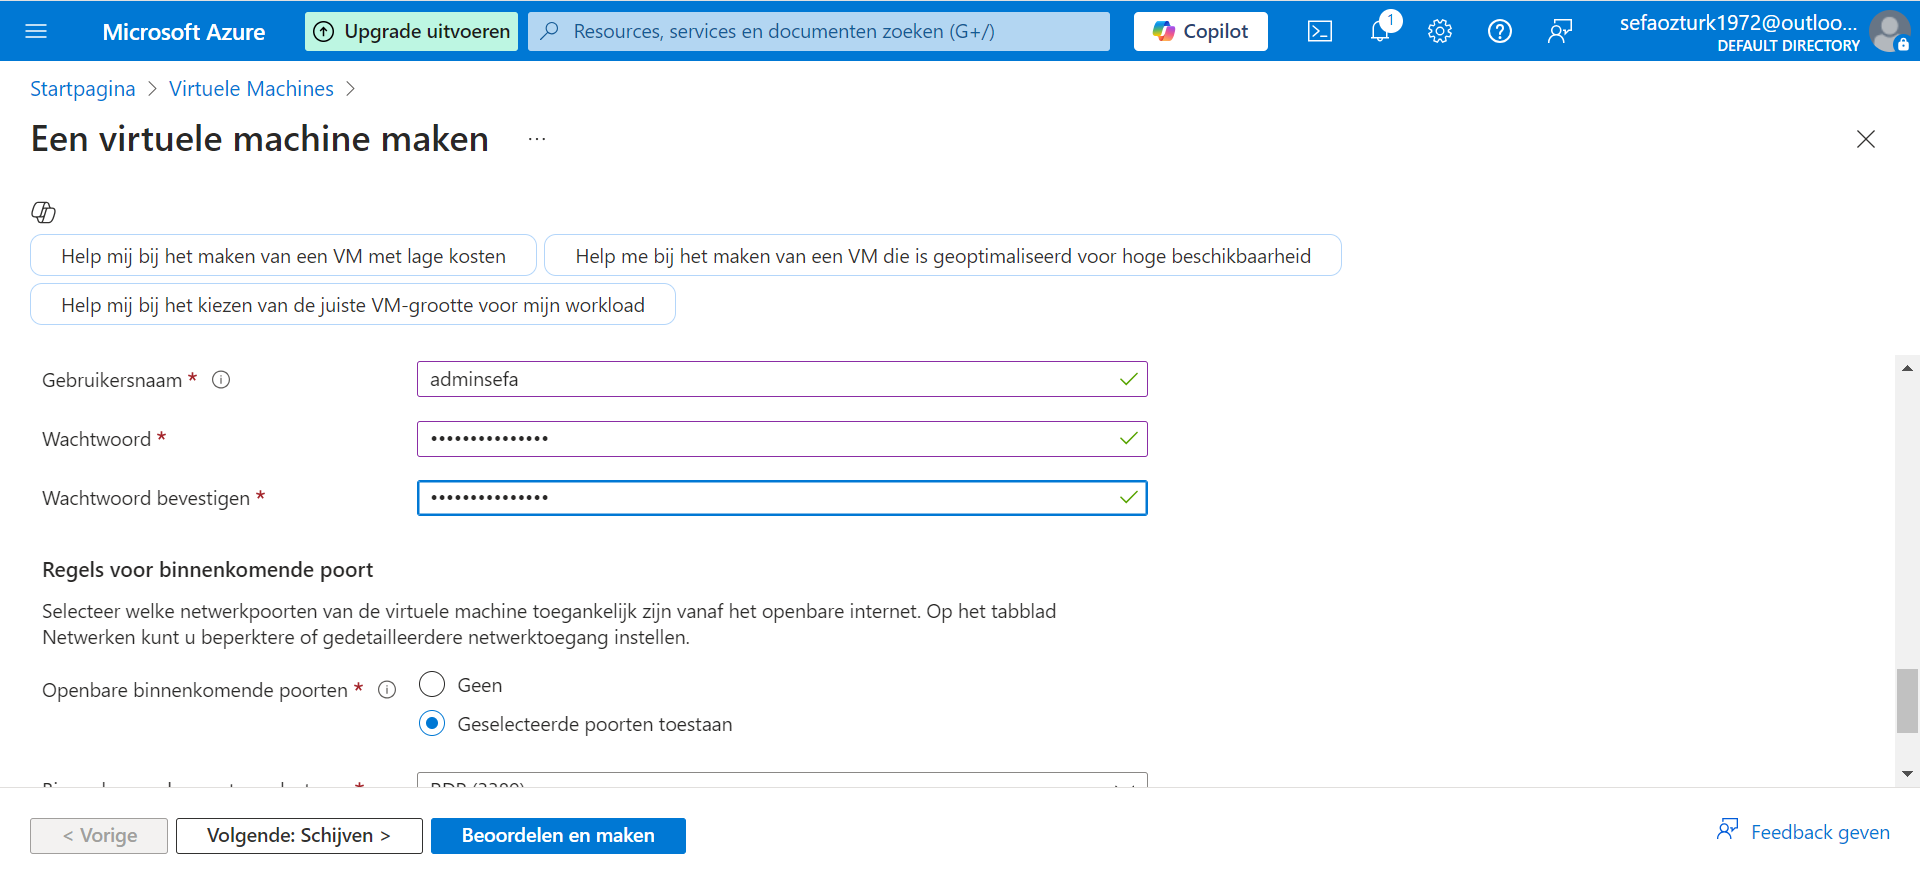 Microsoft Azure
Upgrade uitvoeren
Resources, services en documenten zoeken (G+/)
Copilot
1
sefaozturk1972@outloo...
DEFAULT DIRECTORY
Startpagina > Virtuele Machines >
Een virtuele machine maken ...
Help mij bij het maken van een VM met lage kosten
Help me bij het maken van een VM die is geoptimaliseerd voor hoge beschikbaarheid
Help mij bij het kiezen van de juiste VM-grootte voor mijn workload
Gebruikersnaam *
adminsefa
Wachtwoord *
•••••••••••••••
Wachtwoord bevestigen *
•••••••••••••••
Regels voor binnenkomende poort
Selecteer welke netwerkpoorten van de virtuele machine toegankelijk zijn vanaf het openbare internet. Op het tabblad
Netwerken kunt u beperktere of gedetailleerdere netwerktoegang instellen.
Openbare binnenkomende poorten *
Geen
Geselecteerde poorten toestaan
RDP (3389)
< Vorige
Volgende: Schijven >
Beoordelen en maken
Feedback geven